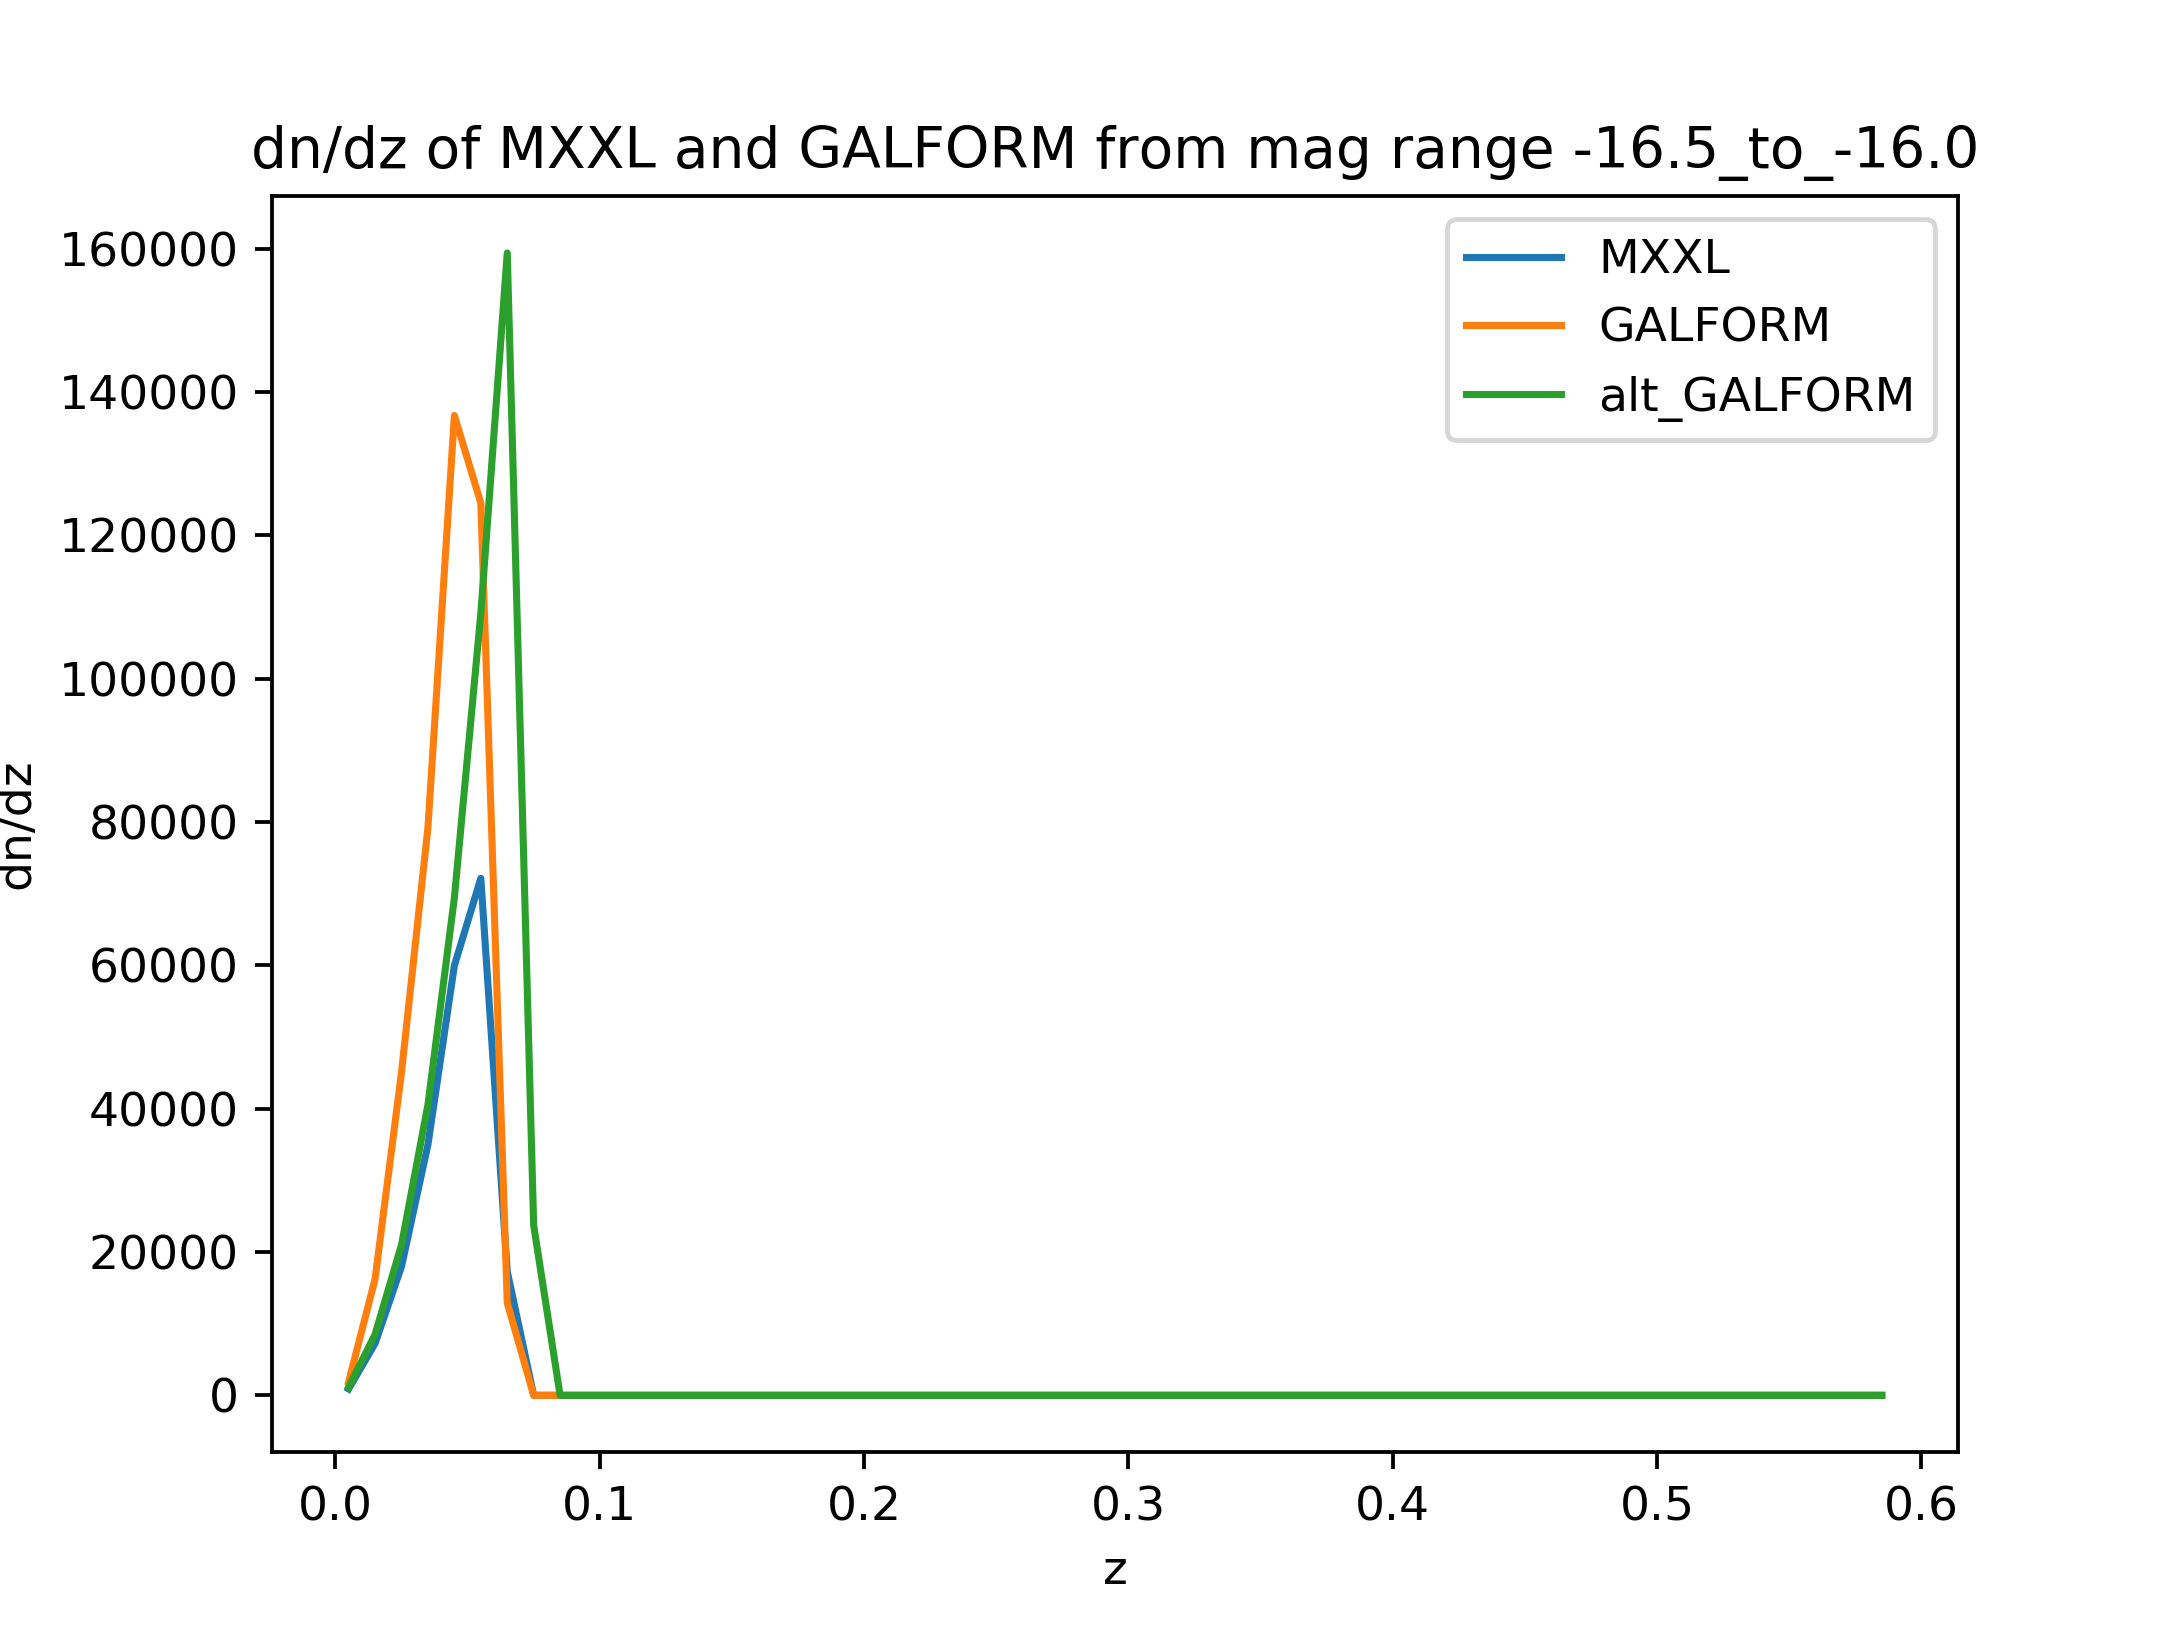 dn/dz of MXXL and GALFORM from mag range -16.5_to_-16.0
MXXL
GALFORM
alt_GALFORM
160000
140000
120000
100000
80000
60000
40000
20000
0
dn/dz
0.0 0.1 0.2 0.3 0.4 0.5 0.6
z